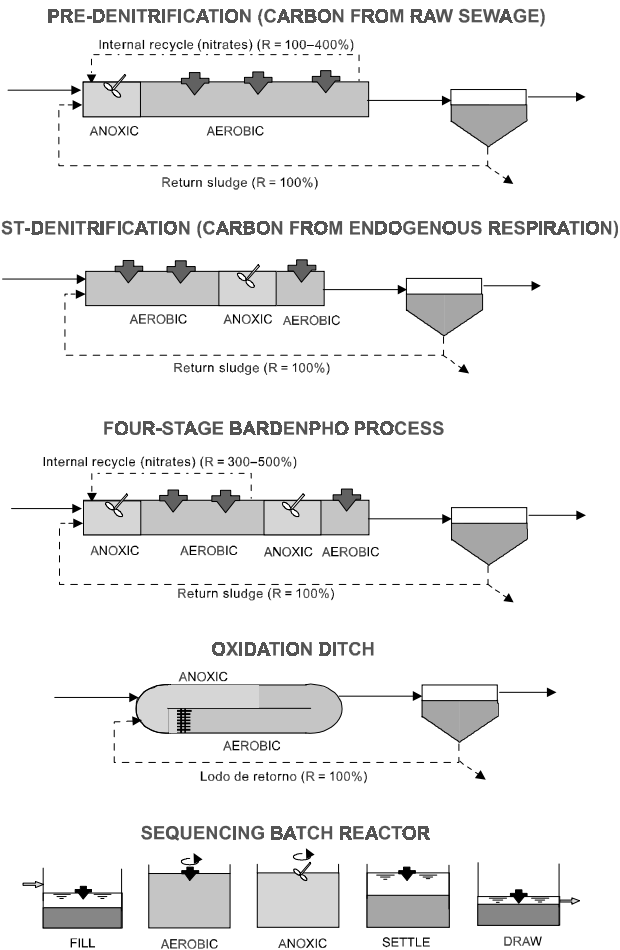 PRE-DENITRIFICATION (CARBON FROM RAW SEWAGE)
Internal recycle (nitrates) (R = 100–400%)
ANOXIC AEROBIC
Return sludge (R = 100%)
ST-DENITRIFICATION (CARBON FROM ENDOGENOUS RESPIRATION)
AEROBIC ANOXIC AEROBIC
Return sludge (R = 100%)
FOUR-STAGE BARDENPHO PROCESS
Internal recycle (nitrates) (R = 300–500%)
ANOXIC AEROBIC ANOXIC AEROBIC
Return sludge (R = 100%)
OXIDATION DITCH
ANOXIC
AEROBIC
Lodo de retorno (R = 100%)
SEQUENCING BATCH REACTOR
FILL AEROBIC ANOXIC SETTLE DRAW